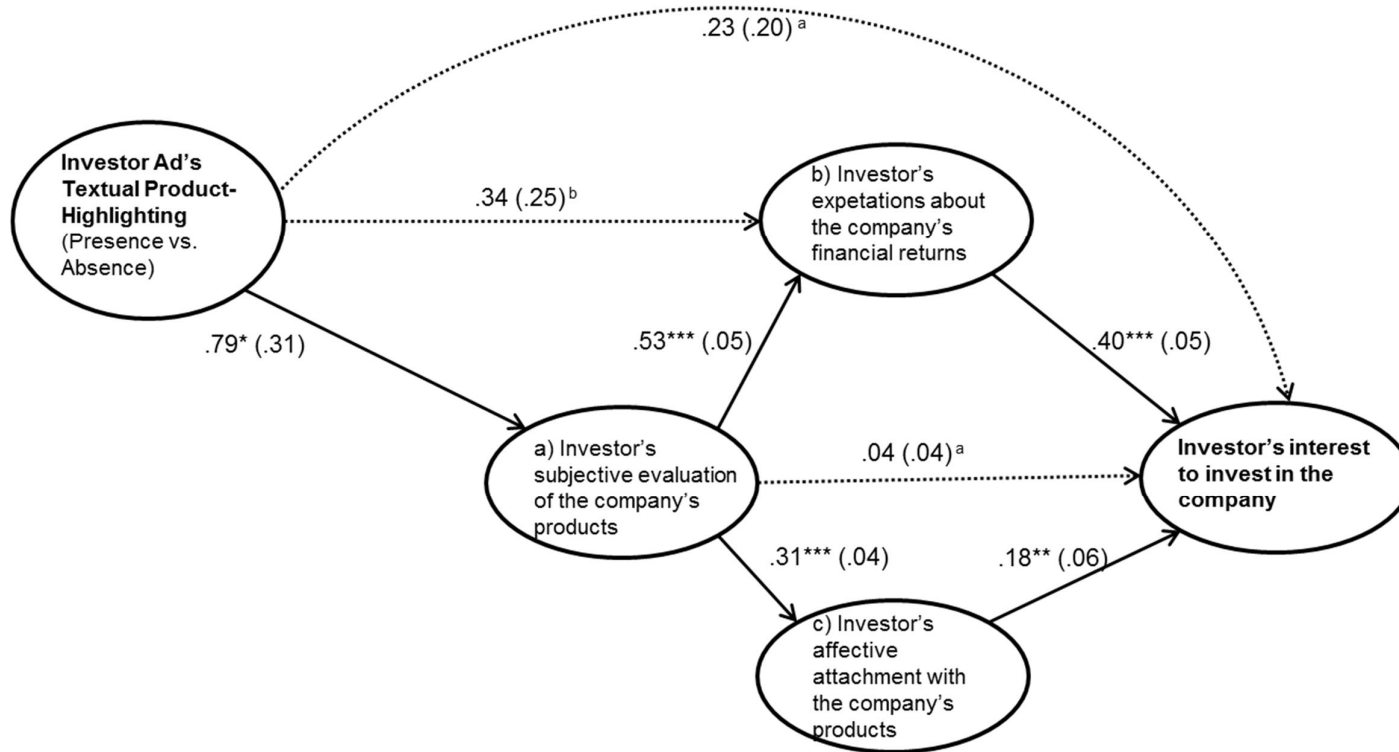 .23 (.20) a
Investor Ad's
Textual Product-
Highlighting
(Presence vs.
Absence)
.34 (.25) b
b) Investor's
expetations about
the company's
financial returns
.79* (.31)
.53*** (.05)
.40*** (.05)
a) Investor's
subjective evaluation
of the company's
products
.04 (.04) a
Investor's interest
to invest in the
company
.31*** (.04)
.18** (.06)
c) Investor's
affective
attachment with
the company's
products